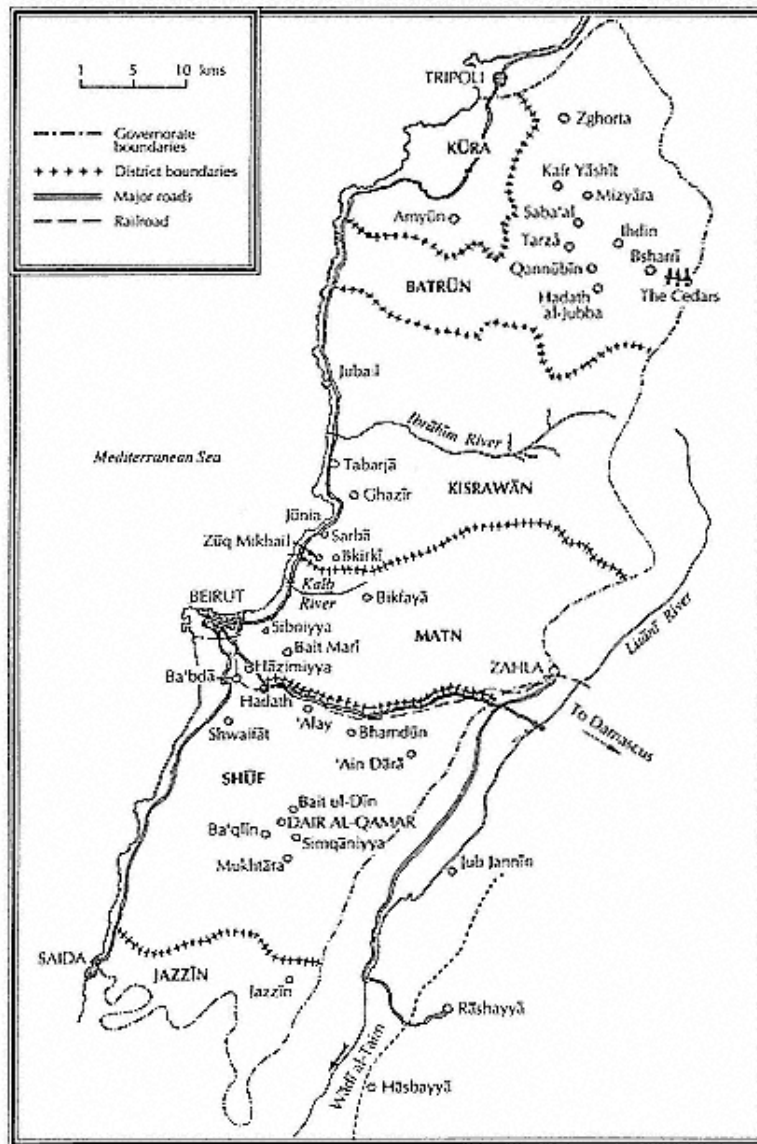 1 5 10 kms
Governorate
boundaries
District boundaries
Major roads
Railroad
TRIPOLI
Zghorta
KŪRA
Kafr Yāshīt
Mizyāra
Amyūn
Saba'al
Ihdin
Tarzā
Bsharrī
Qannūbīn
BATRŪN
The Cedars
Hadath
al-Jubba
Jubail
Ibrāhīm River
Mediterranean Sea
Tabarjā
KISRAWĀN
Ghazīr
Jūnia
Sarbā
Zūq Mikhail
Bkirkī
Kalb
River
BEIRUT
Bikfayā
Sibniyya
MATN
Lītānī River
Bait Marī
ZAHLA
Hāzimiyya
Ba'bdā
Hadath
'Alay
To Damascus
Shwaifāt
Bhamdūn
'Ain Dārā
SHŪF
Bait el-Dīn
DAIR AL-QAMAR
Ba'qlīn
Simqāniyya
Mukhtāra
Jub Jannīn
SAIDA
JAZZĪN
Jazzīn
Rāshayyā
Wādī al-Taim
Hāsbayyā